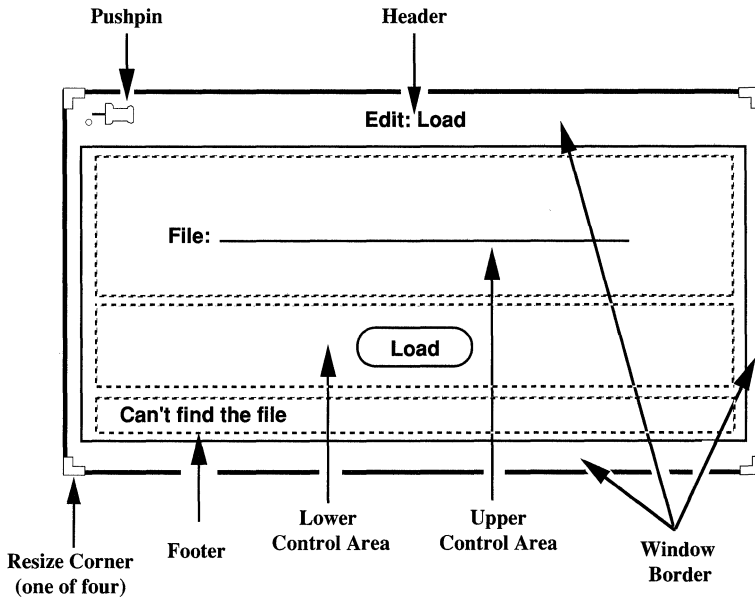 Pushpin
Header
Edit: Load
File:
Load
Can't find the file
Resize Corner
(one of four)
Footer
Lower
Control Area
Upper
Control Area
Window
Border